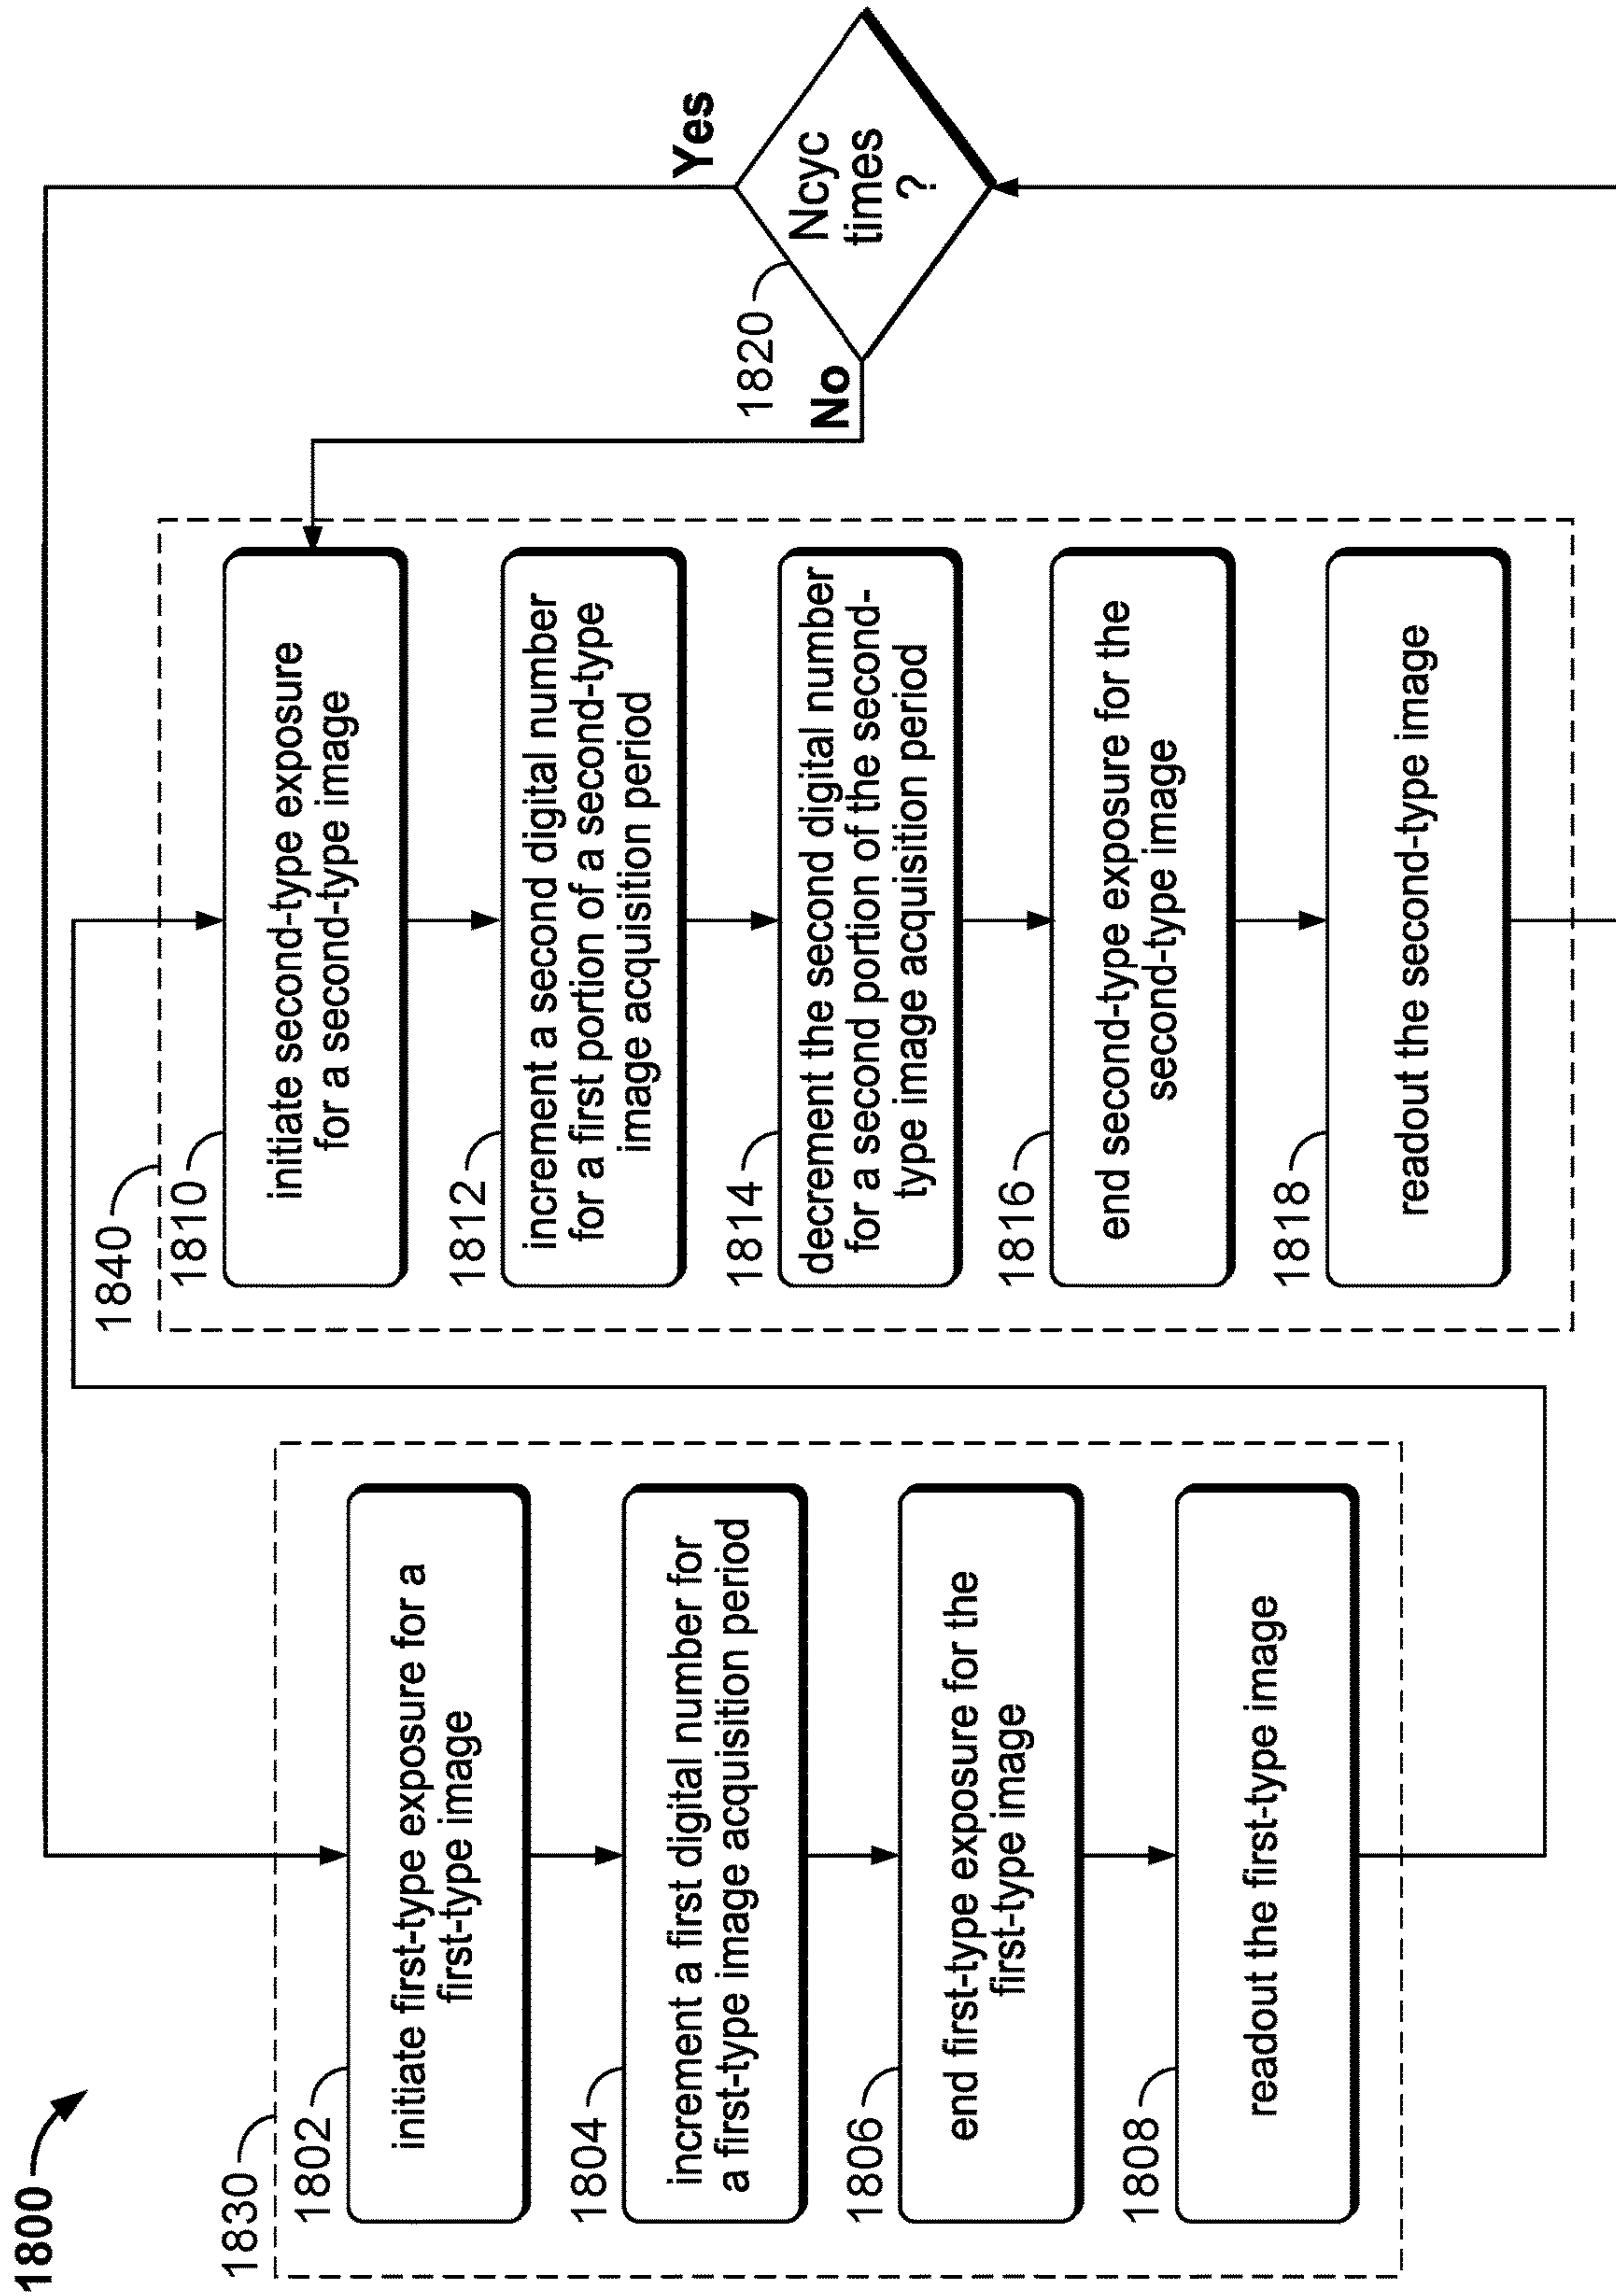 1800
1830
1802
initiate first-type exposure for a
first-type image
1804
increment a first digital number for
a first-type image acquisition period
1806
end first-type exposure for the
first-type image
1808
readout the first-type image
1840
1810
initiate second-type exposure
for a second-type image
1812
increment a second digital number
for a first portion of a second-type
image acquisition period
1814
decrement the second digital number
for a second portion of the second-
type image acquisition period
1816
end second-type exposure for the
second-type image
1818
readout the second-type image
1820
No
Ncyc
times
?
Yes